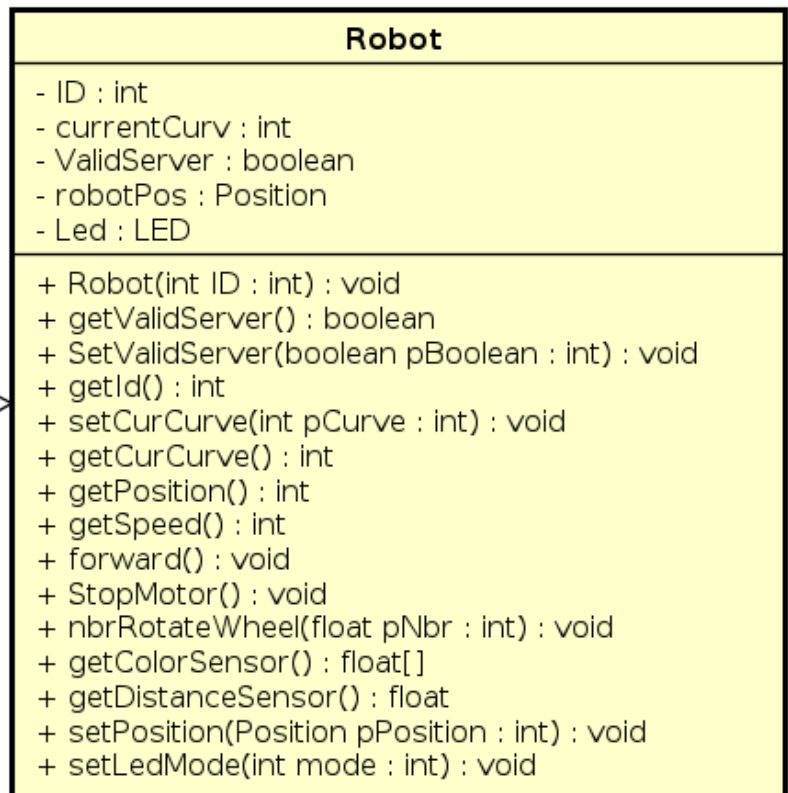 Robot
- ID : int
- currentCurv : int
- ValidServer : boolean
- robotPos : Position
- Led : LED
+ Robot(int ID : int) : void
+ getValidServer() : boolean
+ SetValidServer(boolean pBoolean : int) : void
+ getId() : int
+ setCurCurve(int pCurve : int) : void
+ getCurCurve() : int
+ getPosition() : int
+ getSpeed() : int
+ forward() : void
+ StopMotor() : void
+ nbrRotateWheel(float pNbr : int) : void
+ getColorSensor() : float[]
+ getDistanceSensor() : float
+ setPosition(Position pPosition : int) : void
+ setLedMode(int mode : int) : void